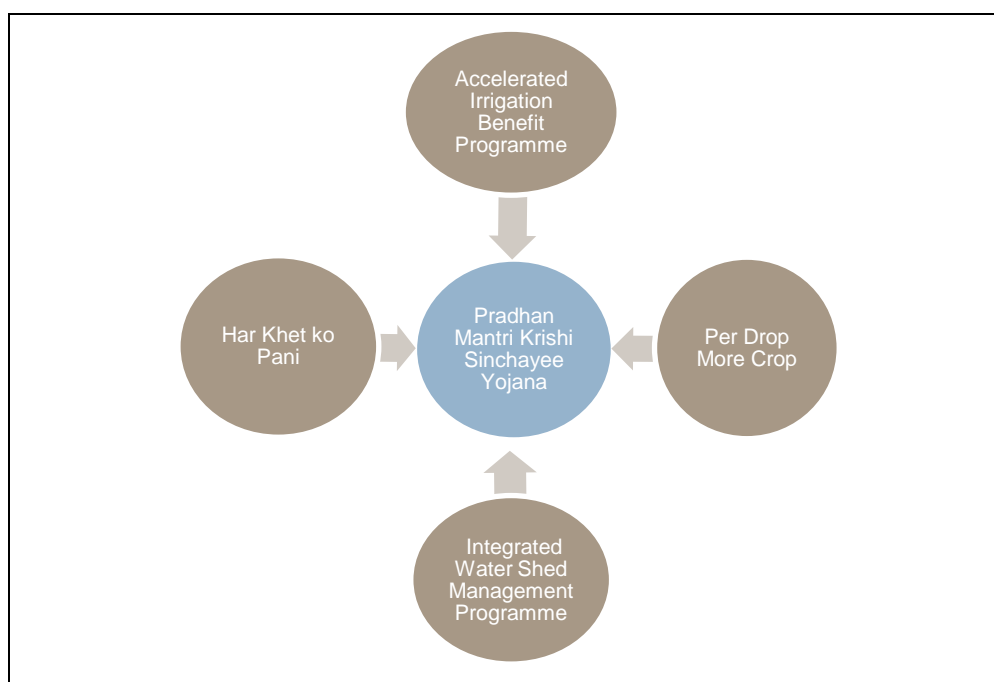 Accelerated
Irrigation
Benefit
Programme
Har Khet ko
Pani
Pradhan
Mantri Krishi
Sinchayee
Yojana
Per Drop
More Crop
Integrated
Water Shed
Management
Programme